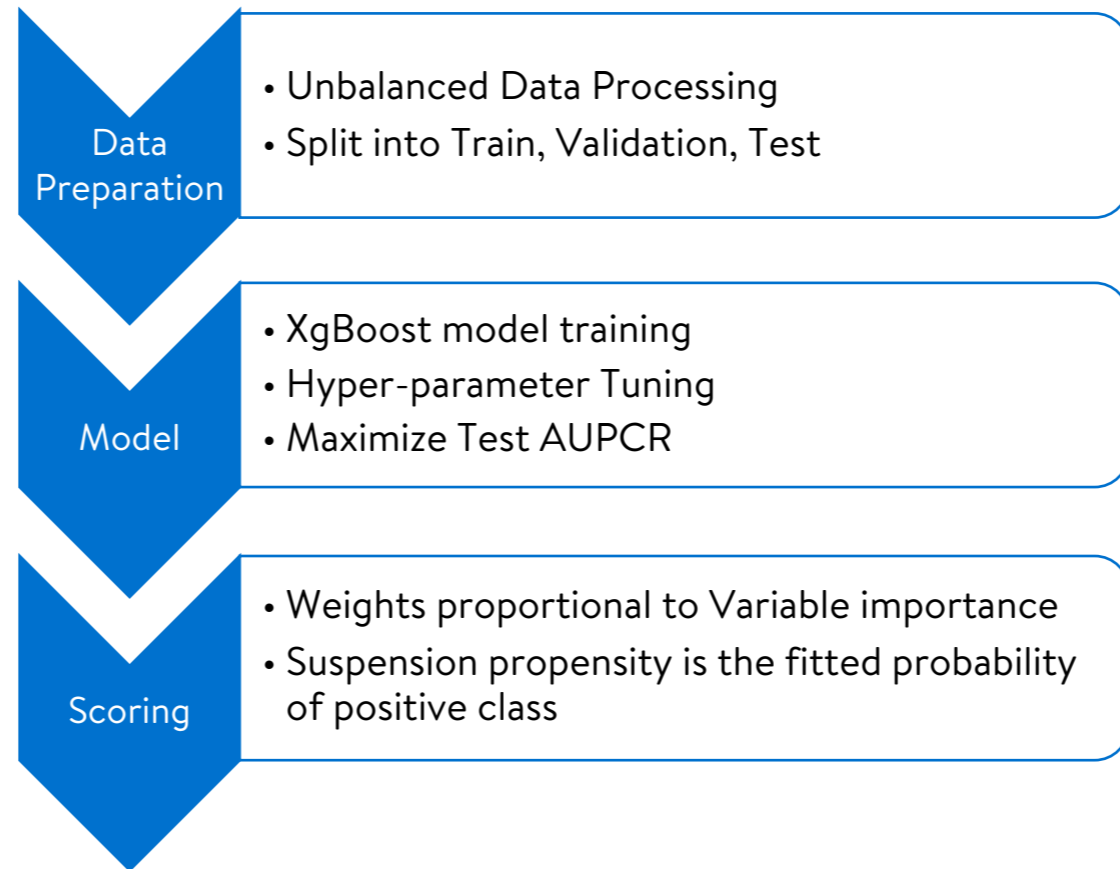 Data
Preparation
• Unbalanced Data Processing
• Split into Train, Validation, Test
Model
• XgBoost model training
• Hyper-parameter Tuning
• Maximize Test AUPCR
Scoring
• Weights proportional to Variable importance
• Suspension propensity is the fitted probability
of positive class